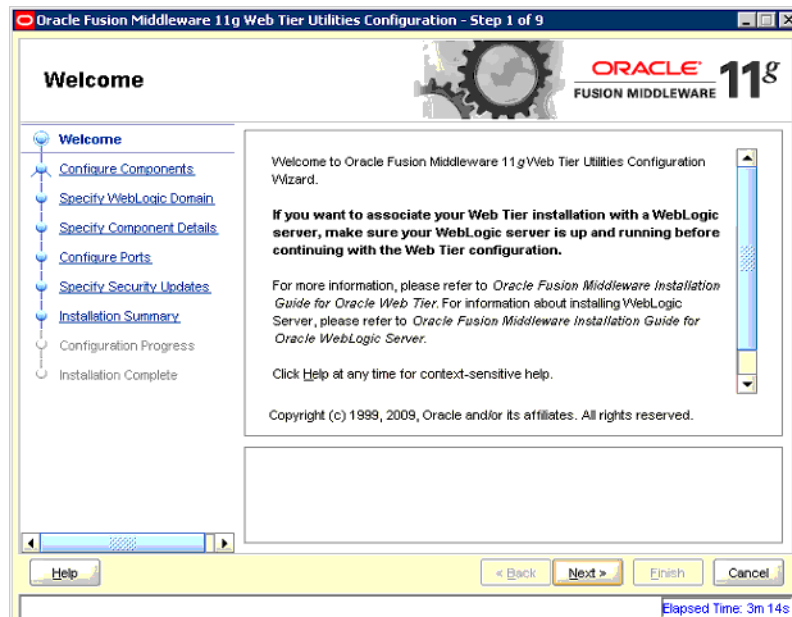 Oracle Fusion Middleware 11g Web Tier Utilities Configuration - Step 1 of 9
Welcome
ORACLE
FUSION MIDDLEWARE
11g
Welcome
Configure Components
Specify WebLogic Domain
Specify Component Details
Configure Ports
Specify Security Updates
Installation Summary
Configuration Progress
Installation Complete
Welcome to Oracle Fusion Middleware 11gWeb Tier Utilities Configuration
Wizard.
If you want to associate your Web Tier installation with a WebLogic
server, make sure your WebLogic server is up and running before
continuing with the Web Tier configuration.
For more information, please refer to Oracle Fusion Middleware Installation
Guide for Oracle Web Tier. For information about installing WebLogic
Server, please refer to Oracle Fusion Middleware Installation Guide for
Oracle WebLogic Server.
Click Help at any time for context-sensitive help.
Copyright (c) 1999, 2009, Oracle and/or its affiliates. All rights reserved.
Help
< Back
Next >
Finish
Cancel
Elapsed Time: 3m 14s